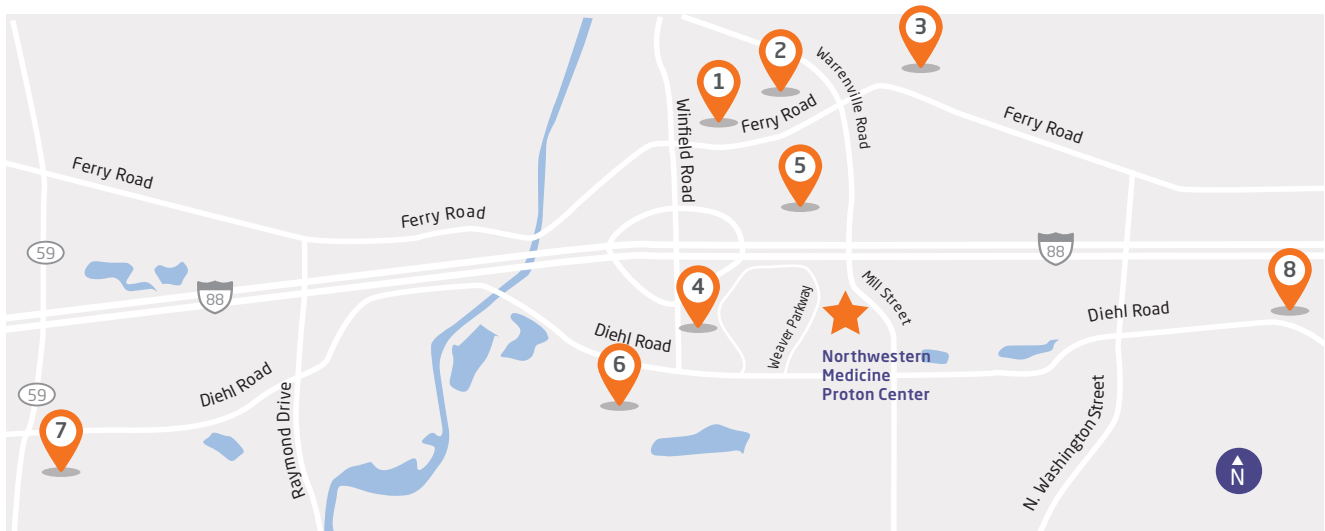 3
2
1
Warrenville Road
Ferry Road
Winfield Road
Ferry Road
5
Ferry Road
Ferry Road
59
88
88
8
4
Mill Street
Weaver Parkway
Diehl Road
Diehl Road
6
Northwestern
Medicine
Proton Center
59
Diehl Road
Raymond Drive
7
N. Washington Street
N